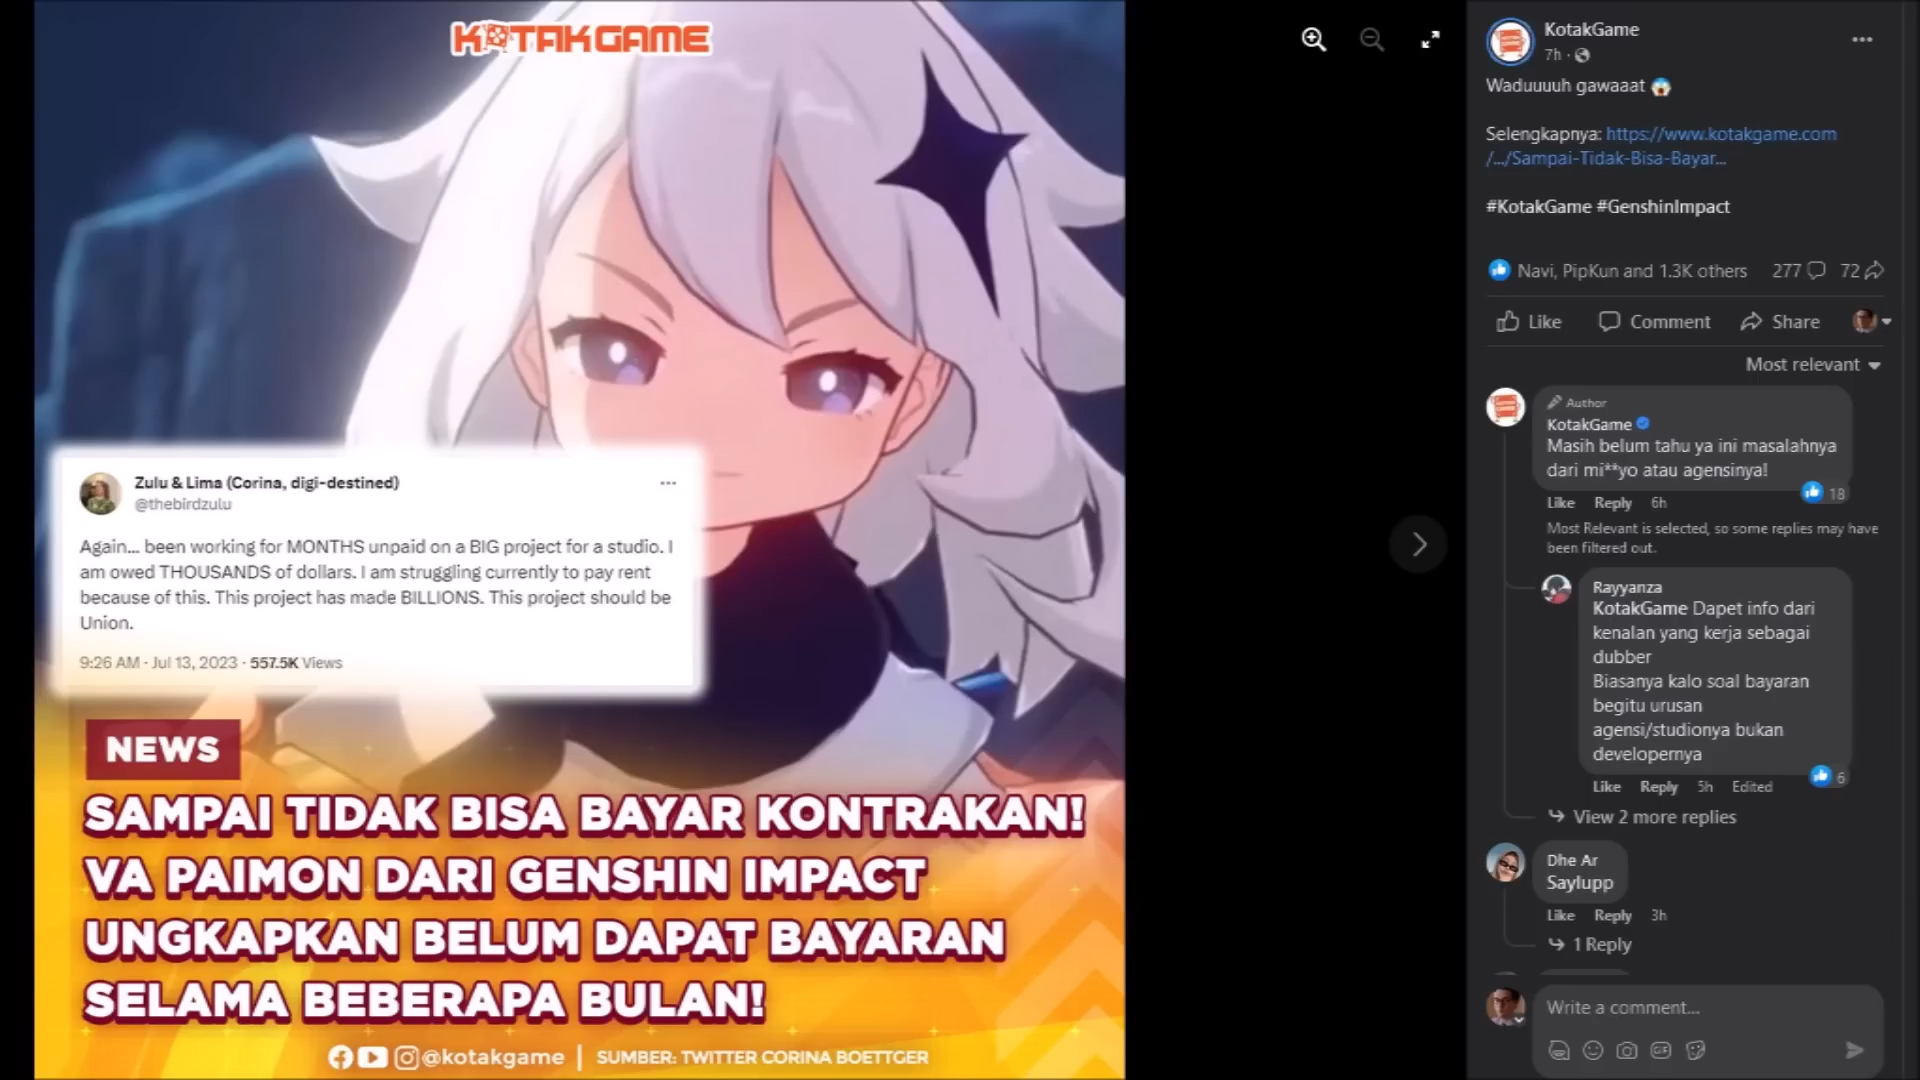 KOTAKGAME
Zulu & Lima (Corina, digi-destined)
@thebirdzulu
Again... been working for MONTHS unpaid on a BIG project for a studio. I
am owed THOUSANDS of dollars. I am struggling currently to pay rent
because of this. This project has made BILLIONS. This project should be
Union.
9:26 AM · Jul 13, 2023 · 557.5K Views
NEWS
SAMPAI TIDAK BISA BAYAR KONTRAKAN!
VA PAIMON DARI GENSHIN IMPACT
UNGKAPKAN BELUM DAPAT BAYARAN
SELAMA BEBERAPA BULAN!
@kotakgame | SUMBER: TWITTER CORINA BOETTGER
KotakGame
7h ·
Waduuuuh gawaaat 😱
Selengkapnya: https://www.kotakgame.com
/.../Sampai-Tidak-Bisa-Bayar...
#KotakGame #GenshinImpact
Navi, PipKun and 1.3K others 277 72
Like Comment Share
Most relevant
Author
KotakGame
Masih belum tahu ya ini masalahnya
dari mi**yo atau agensinya!
18
Like Reply 6h
Most Relevant is selected, so some replies may have
been filtered out.
Rayyanza
KotakGame Dapet info dari
kenalan yang kerja sebagai
dubber
Biasanya kalo soal bayaran
begitu urusan
agensi/studionya bukan
developernya
6
Like Reply 5h Edited
View 2 more replies
Dhe Ar
Saylupp
Like Reply 3h
1 Reply
Write a comment...
GIF